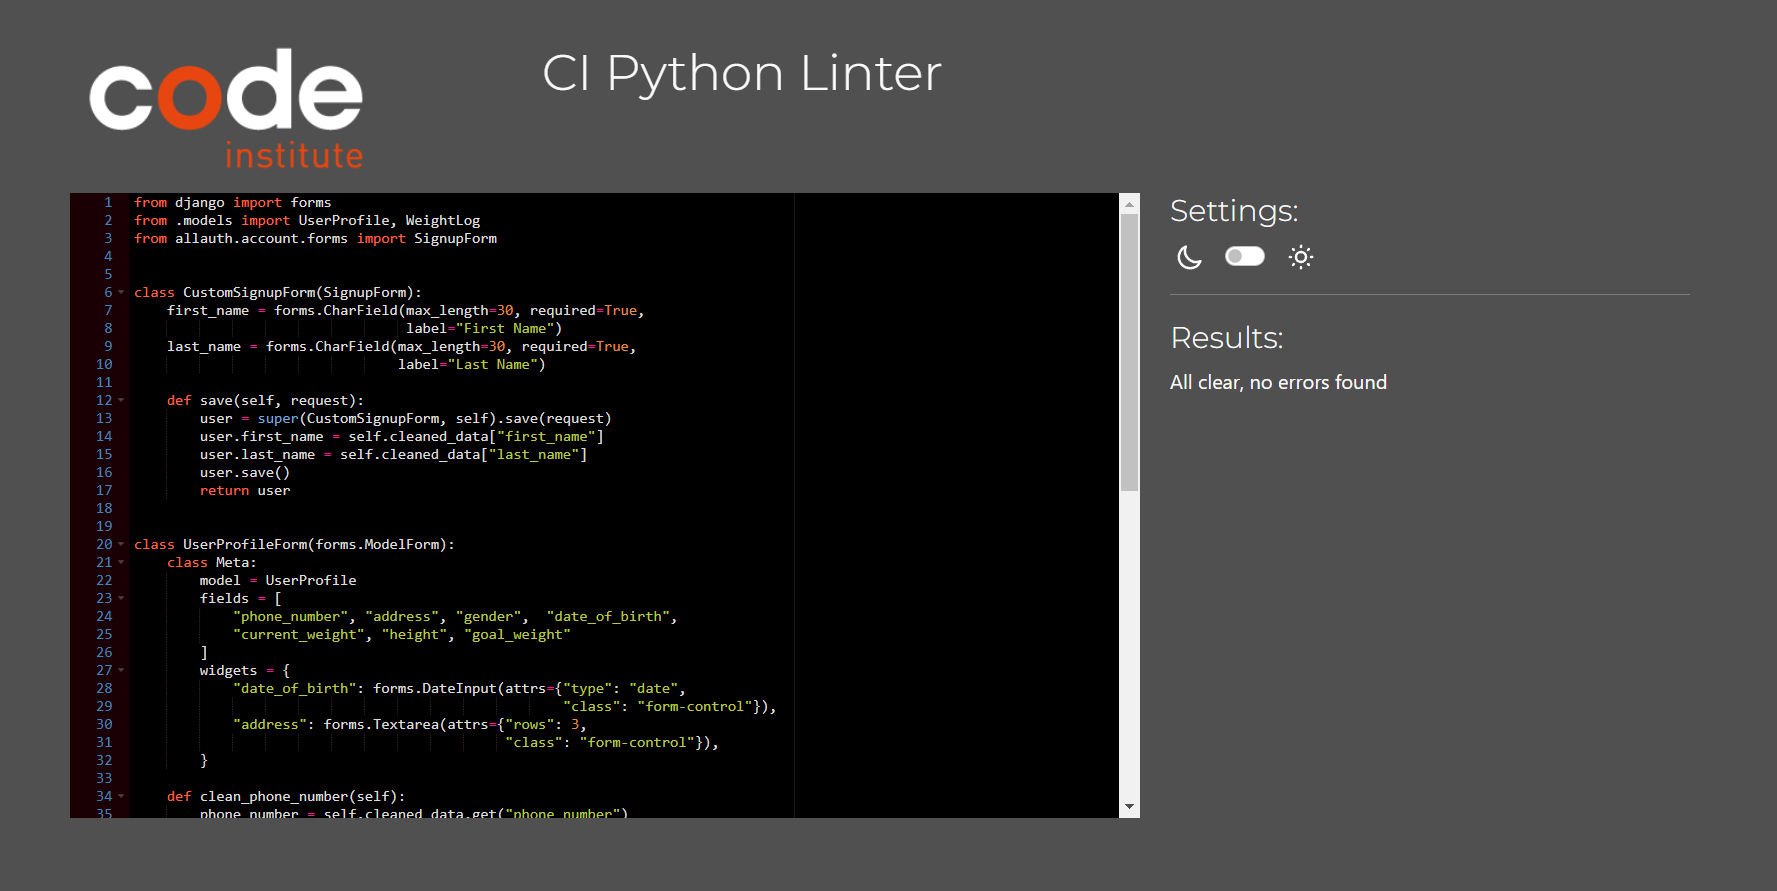 code
institute
CI Python Linter
1 from django import forms
2 from .models import UserProfile, WeightLog
3 from allauth.account.forms import SignupForm
4
5
6 class CustomSignupForm(SignupForm):
7     first_name = forms.CharField(max_length=30, required=True,
8                                  label="First Name")
9     last_name = forms.CharField(max_length=30, required=True,
10                                 label="Last Name")
11
12     def save(self, request):
13         user = super(CustomSignupForm, self).save(request)
14         user.first_name = self.cleaned_data["first_name"]
15         user.last_name = self.cleaned_data["last_name"]
16         user.save()
17         return user
18
19
20 class UserProfileForm(forms.ModelForm):
21     class Meta:
22         model = UserProfile
23         fields = [
24             "phone_number", "address", "gender",  "date_of_birth",
25             "current_weight", "height", "goal_weight"
26         ]
27         widgets = {
28             "date_of_birth": forms.DateInput(attrs={"type": "date",
29                                                     "class": "form-control"}),
30             "address": forms.Textarea(attrs={"rows": 3,
31                                              "class": "form-control"}),
32         }
33
34     def clean_phone_number(self):
35         phone_number = self.cleaned_data.get("phone_number")
Settings:
Results:
All clear, no errors found